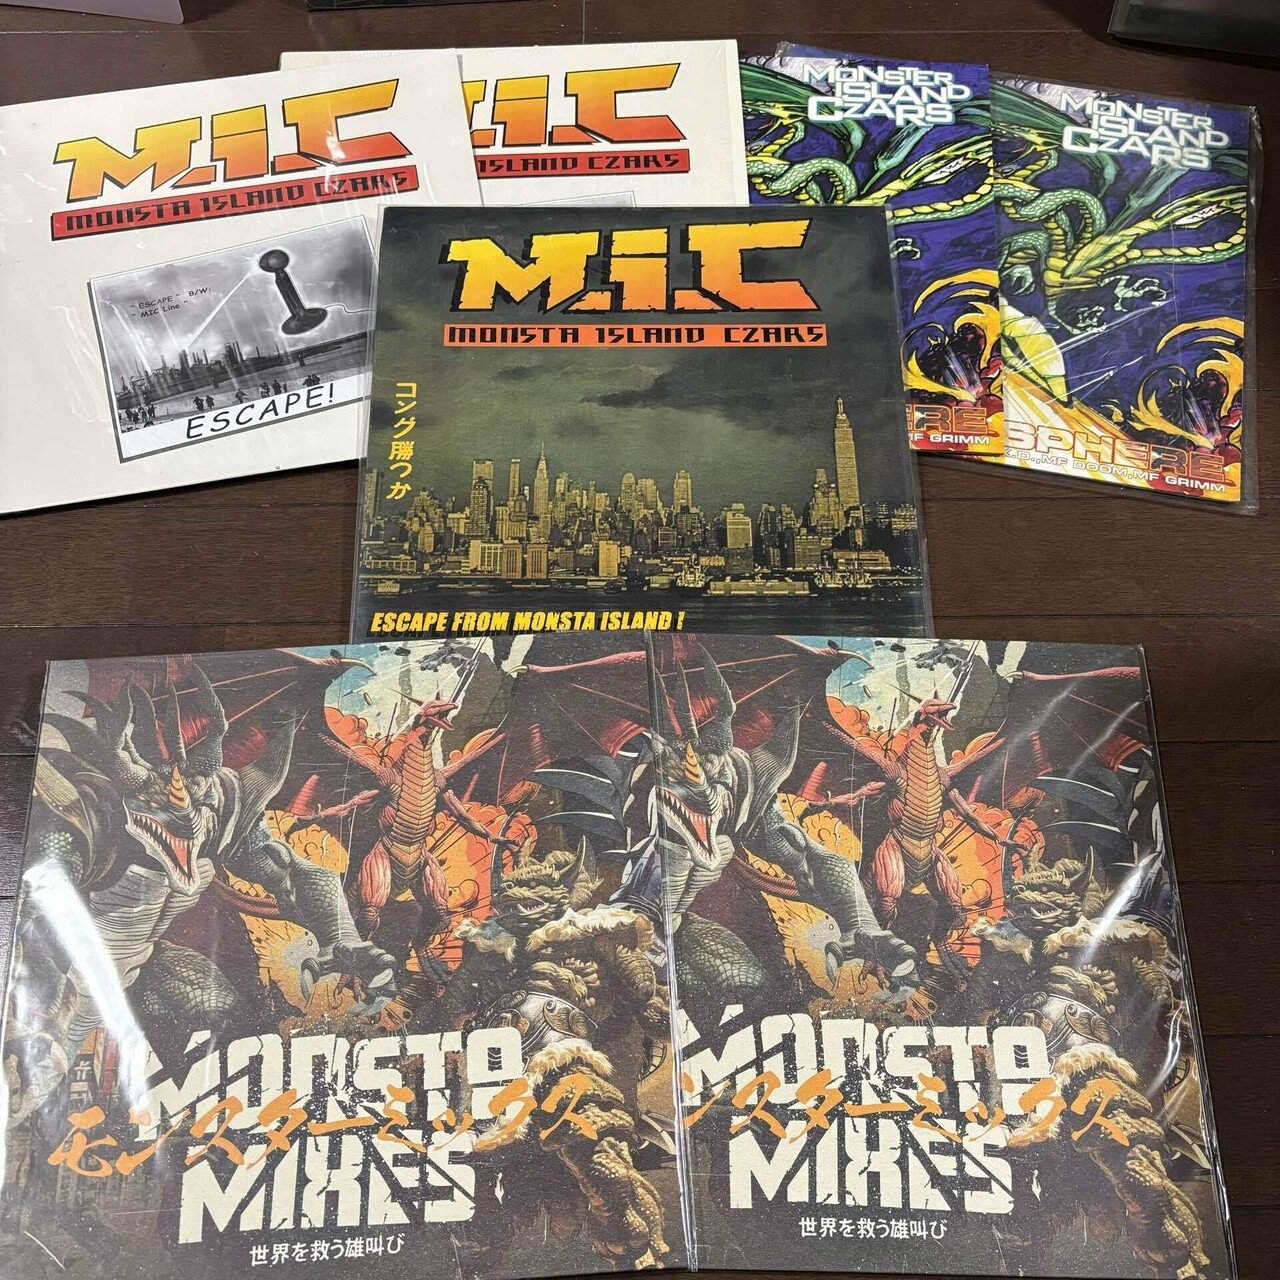 M.I.C
MONSTA ISLAND CZARS
" ESCAPE " B/W:
" MIC Line "
ESCAPE!
I.C
ISLAND CZARS
MONSTER
ISLAND
CZARS
ERE
MF GRIMM
MONSTER
ISLAND
CZARS
SPHERE
MF DOOM,MF GRIMM
M.I.C
MONSTA ISLAND CZARS
コング勝つか
ESCAPE FROM MONSTA ISLAND!
MONSTA
モンスターミックス
MIXES
世界を救う雄叫び
MONSTA
ンスターミックス
MIXES
世界を救う雄叫び